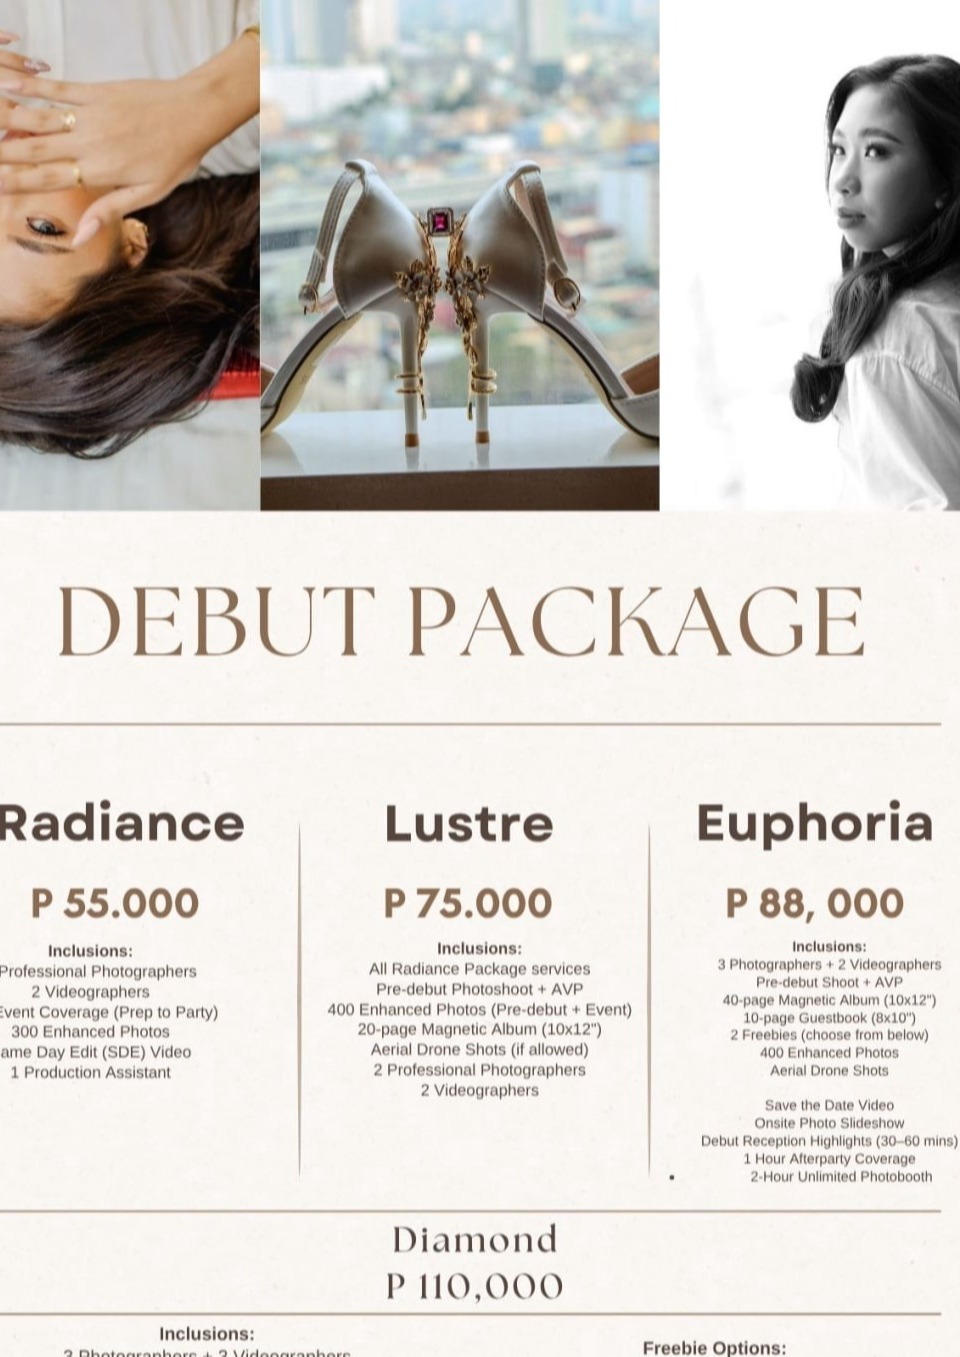 DEBUT PACKAGE
Radiance
P 55.000
Inclusions:
Professional Photographers
2 Videographers
Event Coverage (Prep to Party)
300 Enhanced Photos
ame Day Edit (SDE) Video
1 Production Assistant
Lustre
P 75.000
Inclusions:
All Radiance Package services
Pre-debut Photoshoot + AVP
400 Enhanced Photos (Pre-debut + Event)
20-page Magnetic Album (10x12")
Aerial Drone Shots (if allowed)
2 Professional Photographers
2 Videographers
Euphoria
P 88, 000
Inclusions:
3 Photographers + 2 Videographers
Pre-debut Shoot + AVP
40-page Magnetic Album (10x12")
10-page Guestbook (8x10")
2 Freebies (choose from below)
400 Enhanced Photos
Aerial Drone Shots
Save the Date Video
Onsite Photo Slideshow
Debut Reception Highlights (30–60 mins)
1 Hour Afterparty Coverage
• 2-Hour Unlimited Photobooth
Diamond
P 110,000
Inclusions:
3 Photographers + 3 Videographers
Freebie Options: